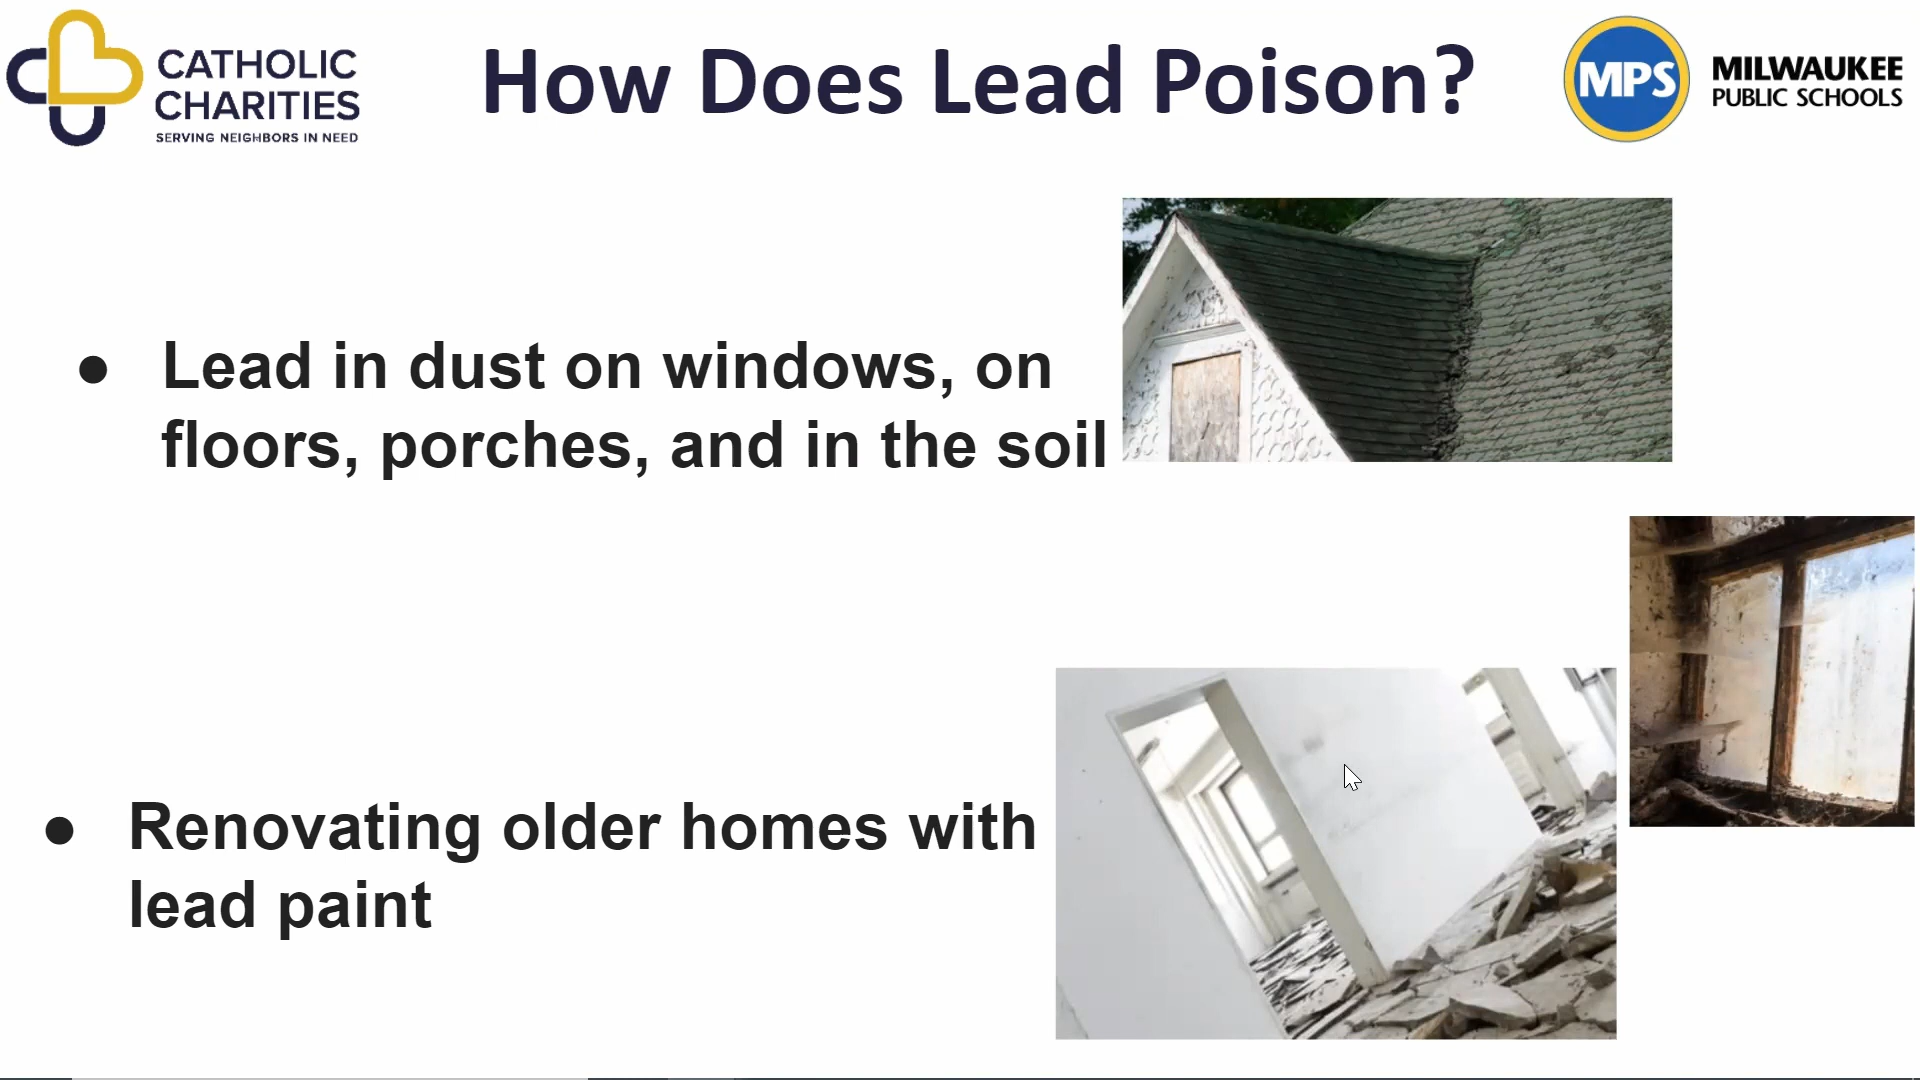 CATHOLIC
CHARITIES
SERVING NEIGHBORS IN NEED
How Does Lead Poison?
MPS
MILWAUKEE
PUBLIC SCHOOLS
● Lead in dust on windows, on
floors, porches, and in the soil
● Renovating older homes with
lead paint